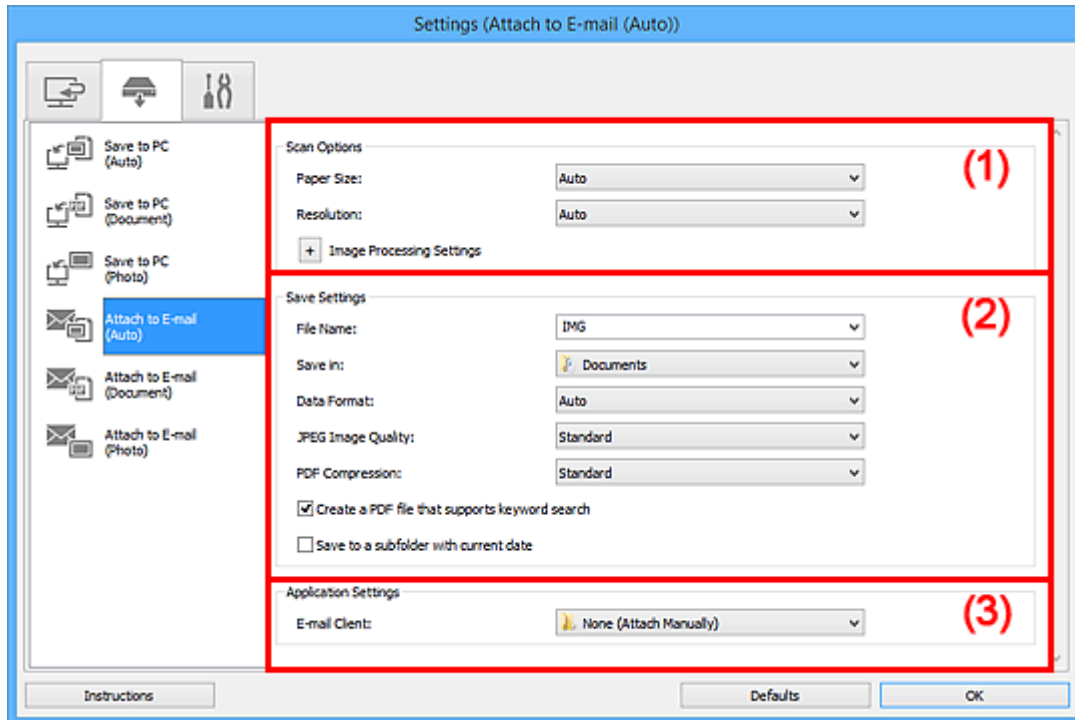 Settings (Attach to E-mail (Auto))
Save to PC
(Auto)
Save to PC
(Document)
Save to PC
(Photo)
Attach to E-mail
(Auto)
Attach to E-mail
(Document)
Attach to E-mail
(Photo)
(1)
Scan Options
Paper Size: Auto
Resolution: Auto
+ Image Processing Settings
(2)
Save Settings
File Name: IMG
Save in: Documents
Data Format: Auto
JPEG Image Quality: Standard
PDF Compression: Standard
Create a PDF file that supports keyword search
Save to a subfolder with current date
(3)
Application Settings
E-mail Client: None (Attach Manually)
Instructions Defaults OK